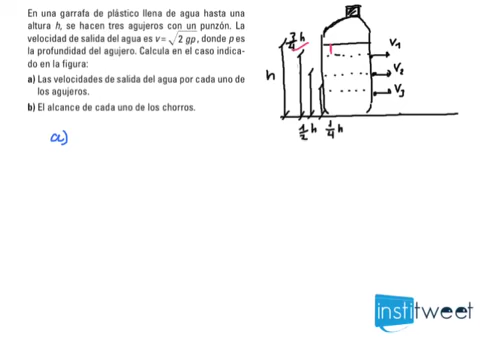 En una garrafa de plástico llena de agua hasta una
altura h, se hacen tres agujeros con un punzón. La
velocidad de salida del agua es v = √2 gp, donde p es
la profundidad del agujero. Calcula en el caso indica-
do en la figura:
a) Las velocidades de salida del agua por cada uno de
los agujeros.
b) El alcance de cada uno de los chorros.
a)
3/4 h
h
V1
V2
V3
1/2 h 1/4 h
institweet